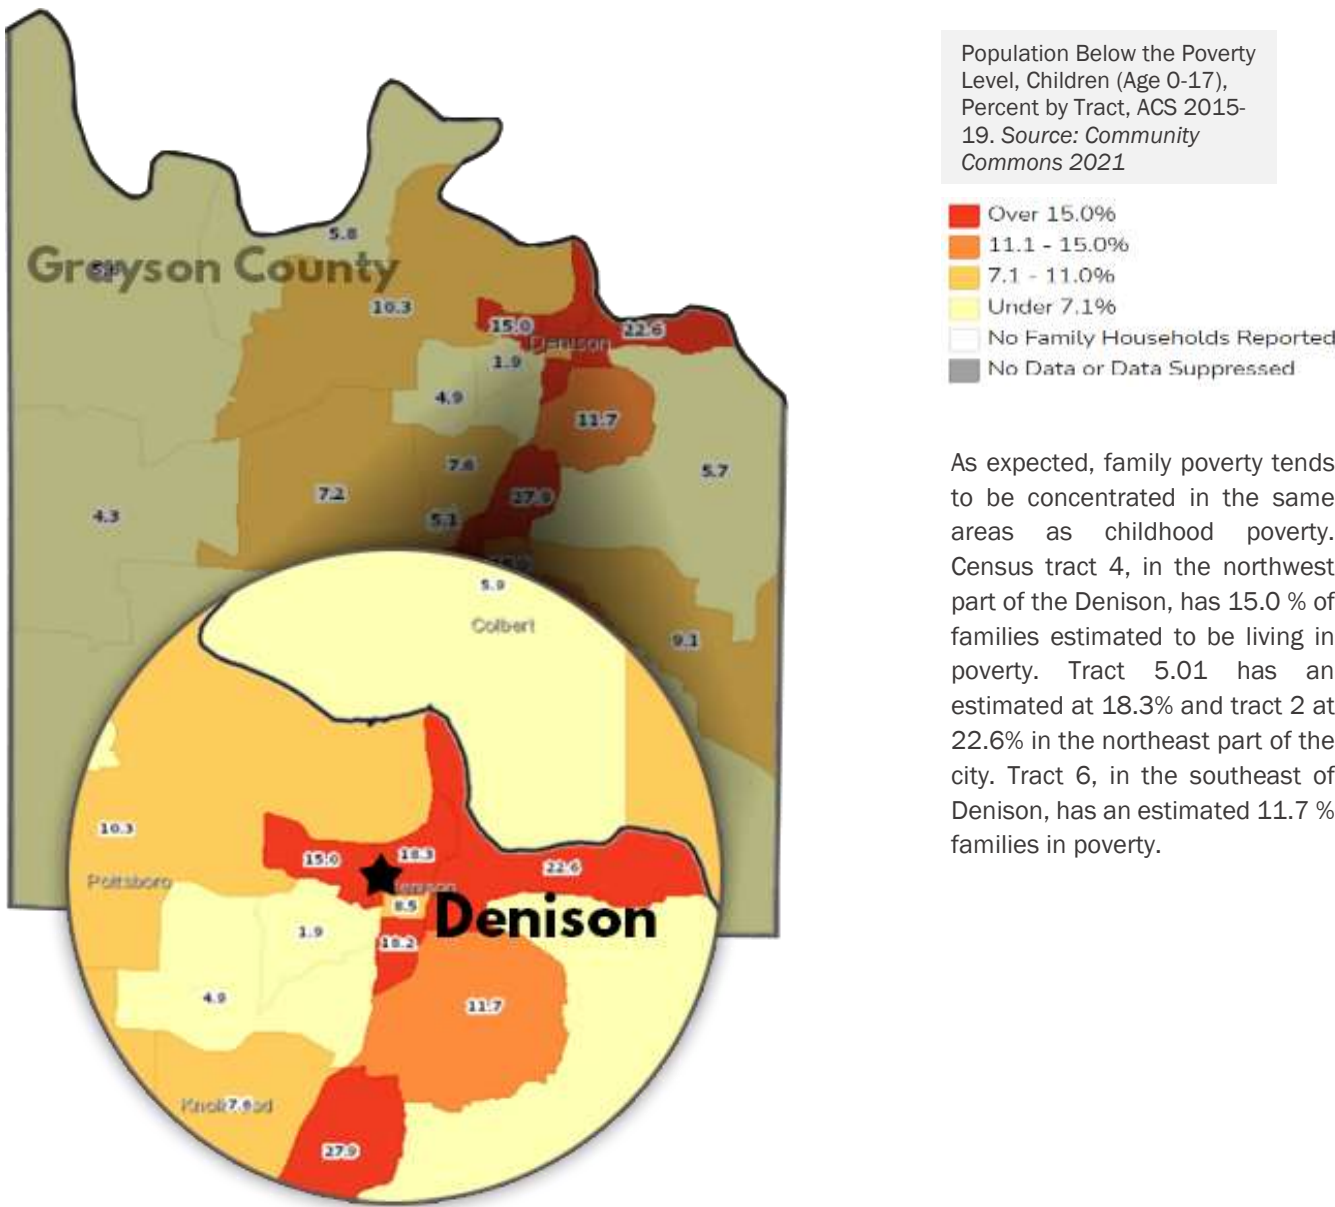 Population Below the Poverty
Level, Children (Age 0-17),
Percent by Tract, ACS 2015-
19. Source: Community
Commons 2021
Over 15.0%
11.1 - 15.0%
7.1 - 11.0%
Under 7.1%
No Family Households Reported
No Data or Data Suppressed
As expected, family poverty tends
to be concentrated in the same
areas as childhood poverty.
Census tract 4, in the northwest
part of the Denison, has 15.0 % of
families estimated to be living in
poverty. Tract 5.01 has an
estimated at 18.3% and tract 2 at
22.6% in the northeast part of the
city. Tract 6, in the southeast of
Denison, has an estimated 11.7 %
families in poverty.
5.8
Grayson County
10.3
15.0
22.6
Denison
1.9
4.9
11.7
7.6
5.7
7.2
27.9
4.3
5.1
9.1
5.9
Colbert
10.3
15.0
18.3
22.6
Pottsboro
Denison
8.5
Denison
1.9
18.2
4.9
11.7
7.6
27.9